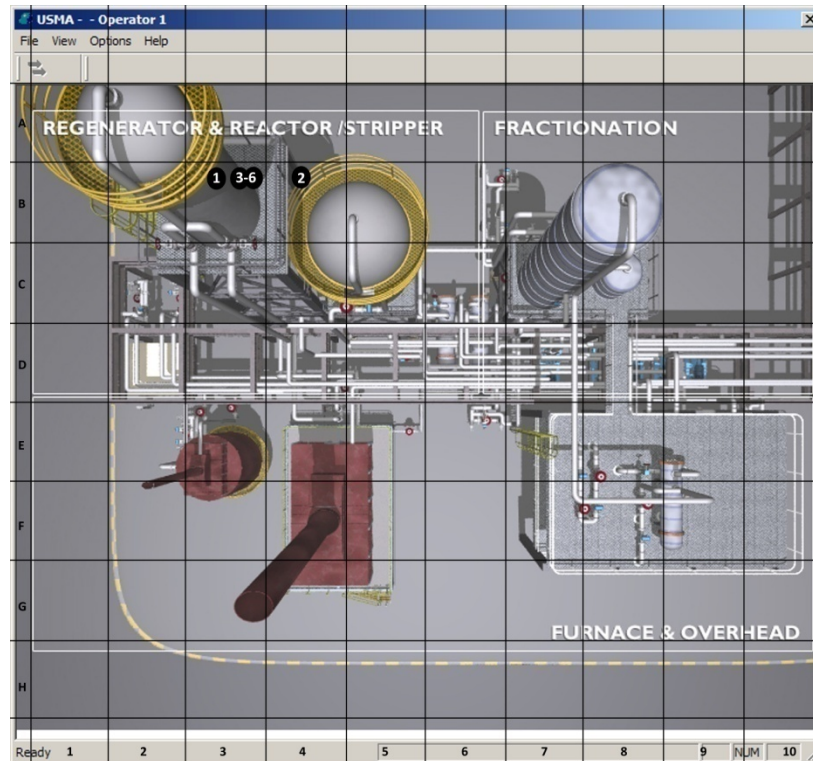 USMA - - Operator 1
File View Options Help
A
REGENERATOR & REACTOR /STRIPPER
FRACTIONATION
1 3-6 2
B
C
D
E
F
G
FURNACE & OVERHEAD
H
Ready 1 2 3 4 5 6 7 8 9 NUM 10